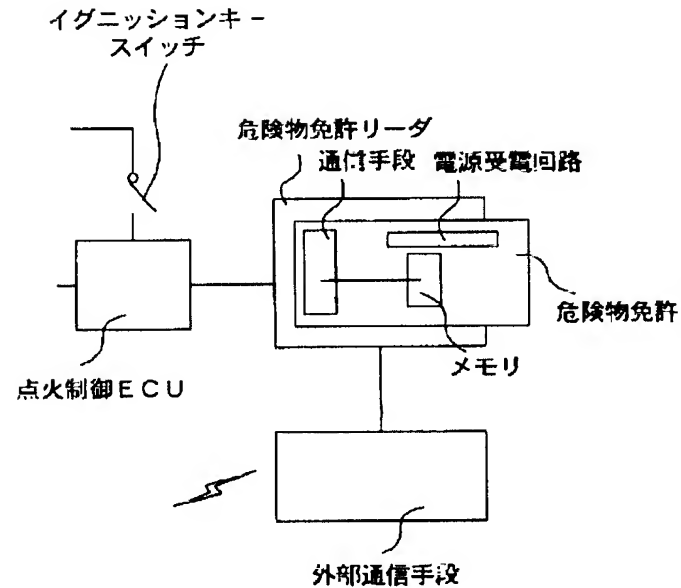 イグニッションキー
スイッチ
危険物免許リーダ
通信手段 電源受電回路
危険物免許
メモリ
点火制御ECU
外部通信手段